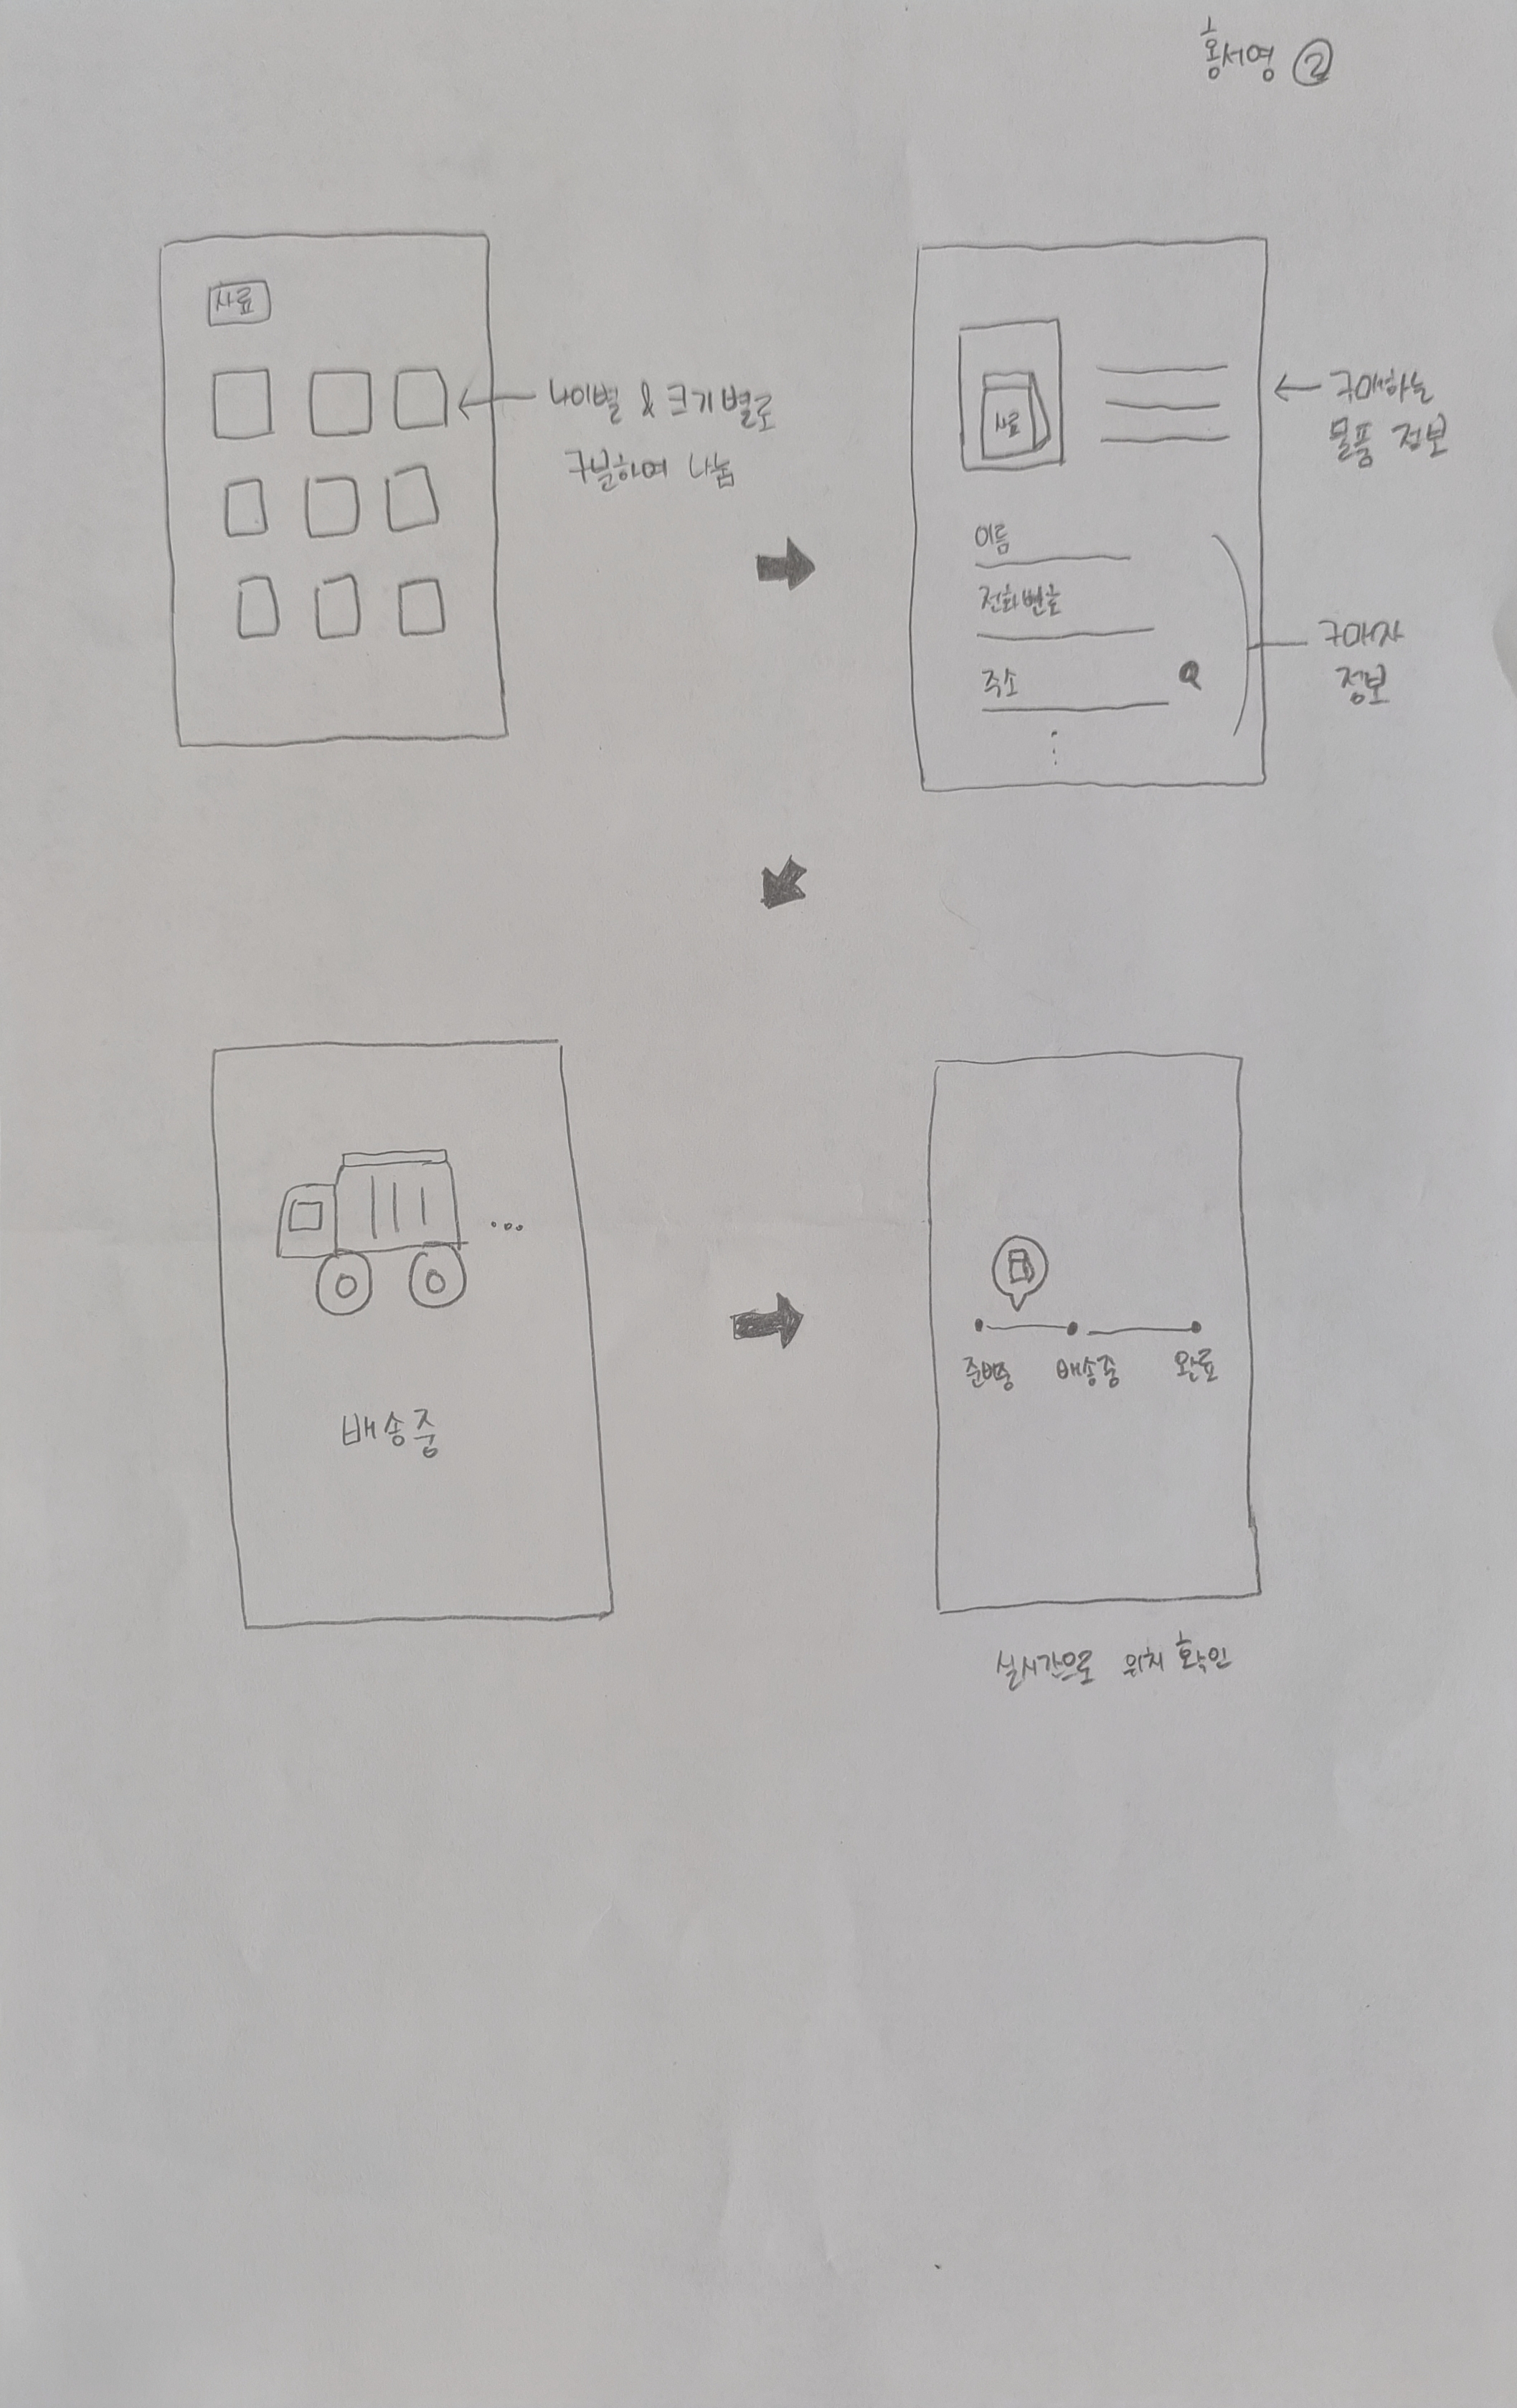 홍서영 ②
사료
나이별 & 크기별로
구분하여 나눔
사료
구매하는
물품 정보
이름
전화번호
주소
구매자
정보
배송중
준비중
배송중
완료
실시간으로 위치 확인